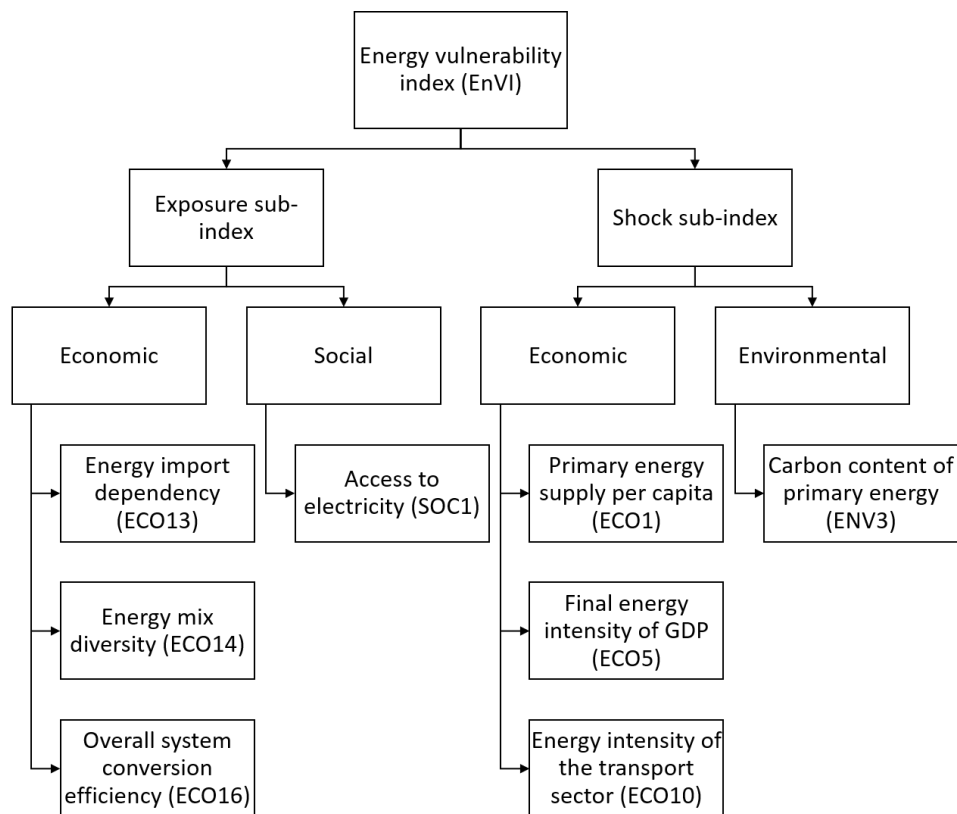 Energy vulnerability
index (EnVI)
Exposure sub-
index
Shock sub-index
Economic
Social
Economic
Environmental
Energy import
dependency
(ECO13)
Access to
electricity (SOC1)
Primary energy
supply per capita
(ECO1)
Carbon content of
primary energy
(ENV3)
Energy mix
diversity (ECO14)
Final energy
intensity of GDP
(ECO5)
Overall system
conversion
efficiency (ECO16)
Energy intensity of
the transport
sector (ECO10)